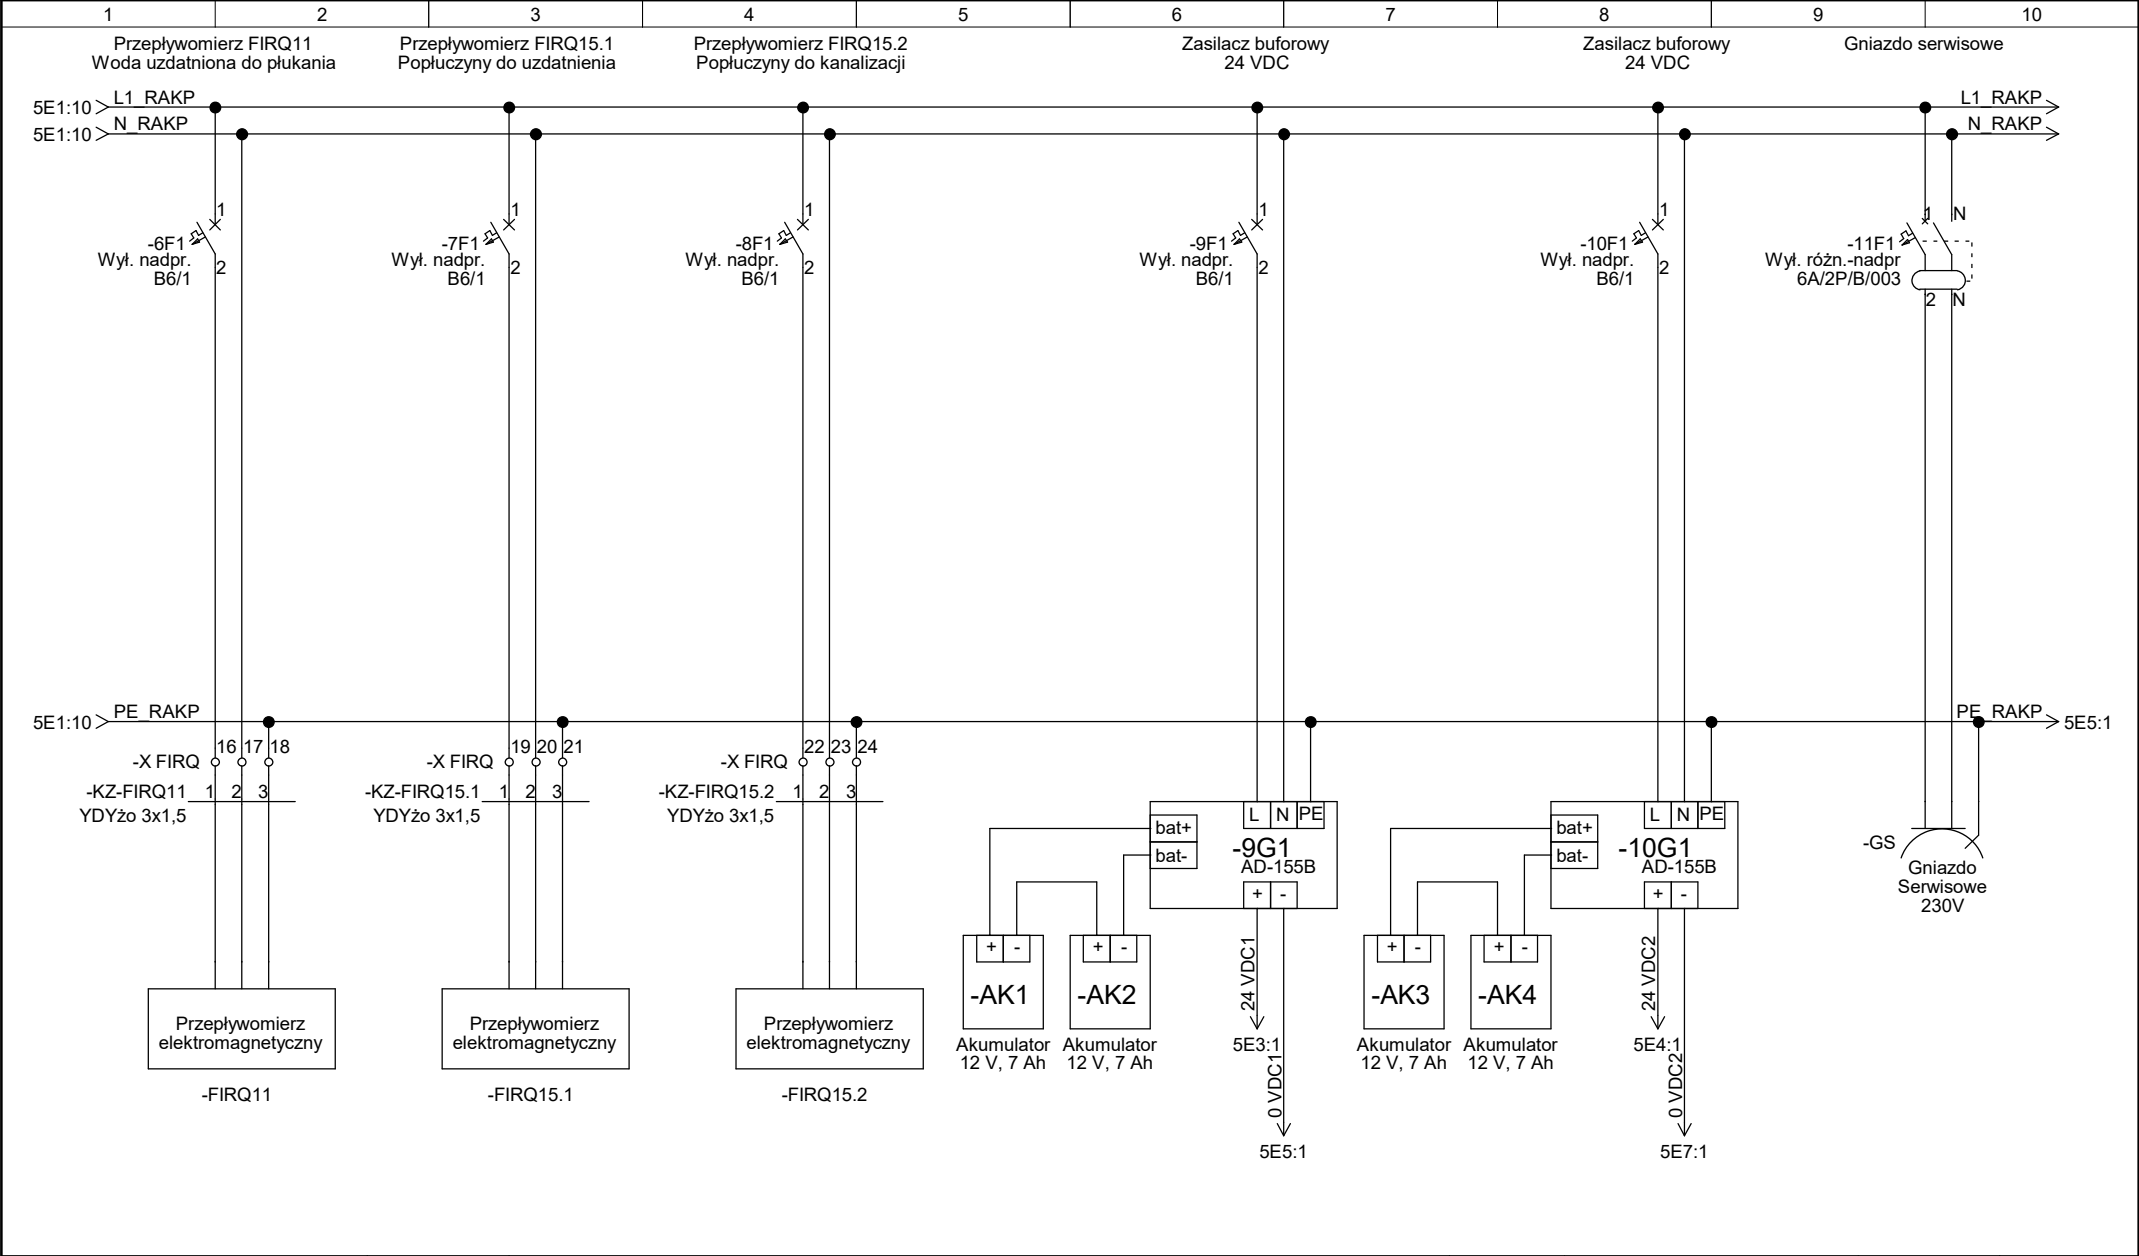 1 2 3 4 5 6 7 8 9 10
Przepływomierz FIRQ11
Woda uzdatniona do płukania
Przepływomierz FIRQ15.1
Popłuczyny do uzdatnienia
Przepływomierz FIRQ15.2
Popłuczyny do kanalizacji
Zasilacz buforowy
24 VDC
Zasilacz buforowy
24 VDC
Gniazdo serwisowe
5E1:10 L1_RAKP L1_RAKP
5E1:10 N_RAKP N_RAKP
1
-6F1
Wył. nadpr.
B6/1
2
1
-7F1
Wył. nadpr.
B6/1
2
1
-8F1
Wył. nadpr.
B6/1
2
1
-9F1
Wył. nadpr.
B6/1
2
1
-10F1
Wył. nadpr.
B6/1
2
1 N
-11F1
Wył. różn.-nadpr
6A/2P/B/003
2 N
5E1:10 PE_RAKP PE_RAKP 5E5:1
16 17 18
-X FIRQ
-KZ-FIRQ11 1 2 3
YDYżo 3x1,5
19 20 21
-X FIRQ
-KZ-FIRQ15.1 1 2 3
YDYżo 3x1,5
22 23 24
-X FIRQ
-KZ-FIRQ15.2 1 2 3
YDYżo 3x1,5
Przepływomierz
elektromagnetyczny
-FIRQ11
Przepływomierz
elektromagnetyczny
-FIRQ15.1
Przepływomierz
elektromagnetyczny
-FIRQ15.2
L N PE
bat+
bat-
-9G1
AD-155B
+ -
+ -
-AK1
Akumulator
12 V, 7 Ah
+ -
-AK2
Akumulator
12 V, 7 Ah
24 VDC1
5E3:1
0 VDC1
5E5:1
L N PE
bat+
bat-
-10G1
AD-155B
+ -
+ -
-AK3
Akumulator
12 V, 7 Ah
+ -
-AK4
Akumulator
12 V, 7 Ah
24 VDC2
5E4:1
0 VDC2
5E7:1
-GS
Gniazdo
Serwisowe
230V